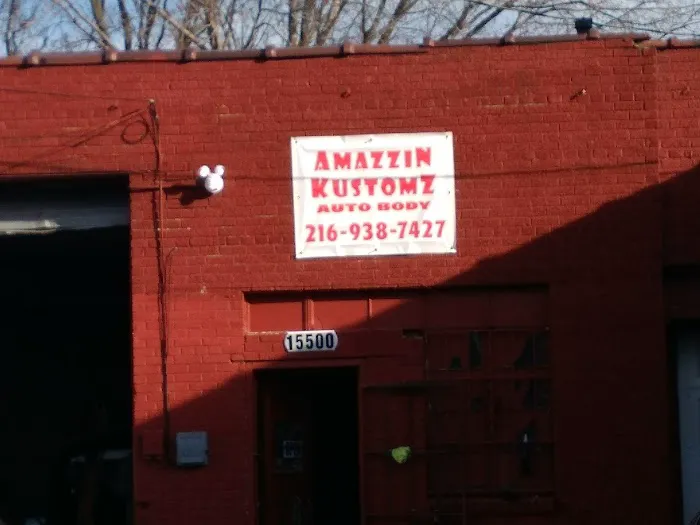 AMAZZIN
KUSTOMZ
AUTO BODY
216-938-7427
15500